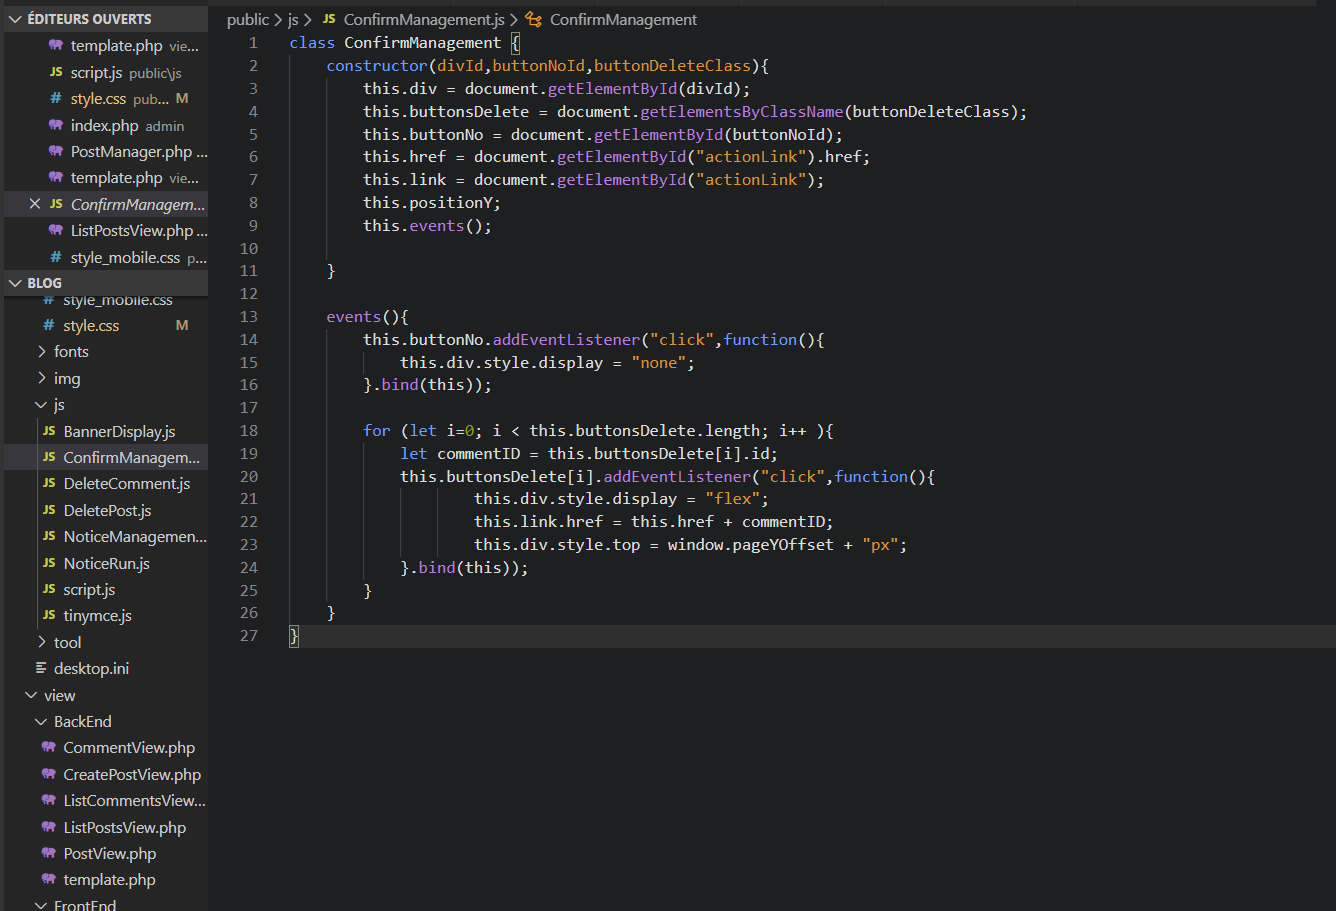 ÉDITEURS OUVERTS
template.php vie...
script.js public\js
style.css pub... M
index.php admin
PostManager.php ...
template.php vie...
JS ConfirmManagem...
ListPostsView.php ...
style_mobile.css p...
BLOG
style_mobile.css
style.css M
fonts
img
js
JS BannerDisplay.js
JS ConfirmManagem...
JS DeleteComment.js
JS DeletePost.js
JS NoticeManagemen...
JS NoticeRun.js
JS script.js
JS tinymce.js
tool
desktop.ini
view
BackEnd
CommentView.php
CreatePostView.php
ListCommentsView...
ListPostsView.php
PostView.php
template.php
FrontEnd
public > js > JS ConfirmManagement.js > ConfirmManagement
1 class ConfirmManagement {
2     constructor(divId,buttonNoId,buttonDeleteClass){
3         this.div = document.getElementById(divId);
4         this.buttonsDelete = document.getElementsByClassName(buttonDeleteClass);
5         this.buttonNo = document.getElementById(buttonNoId);
6         this.href = document.getElementById("actionLink").href;
7         this.link = document.getElementById("actionLink");
8         this.positionY;
9         this.events();
10
11     }
12
13     events(){
14         this.buttonNo.addEventListener("click",function(){
15             this.div.style.display = "none";
16         }.bind(this));
17
18         for (let i=0; i < this.buttonsDelete.length; i++ ){
19             let commentID = this.buttonsDelete[i].id;
20             this.buttonsDelete[i].addEventListener("click",function(){
21                     this.div.style.display = "flex";
22                     this.link.href = this.href + commentID;
23                     this.div.style.top = window.pageYOffset + "px";
24             }.bind(this));
25         }
26     }
27 }